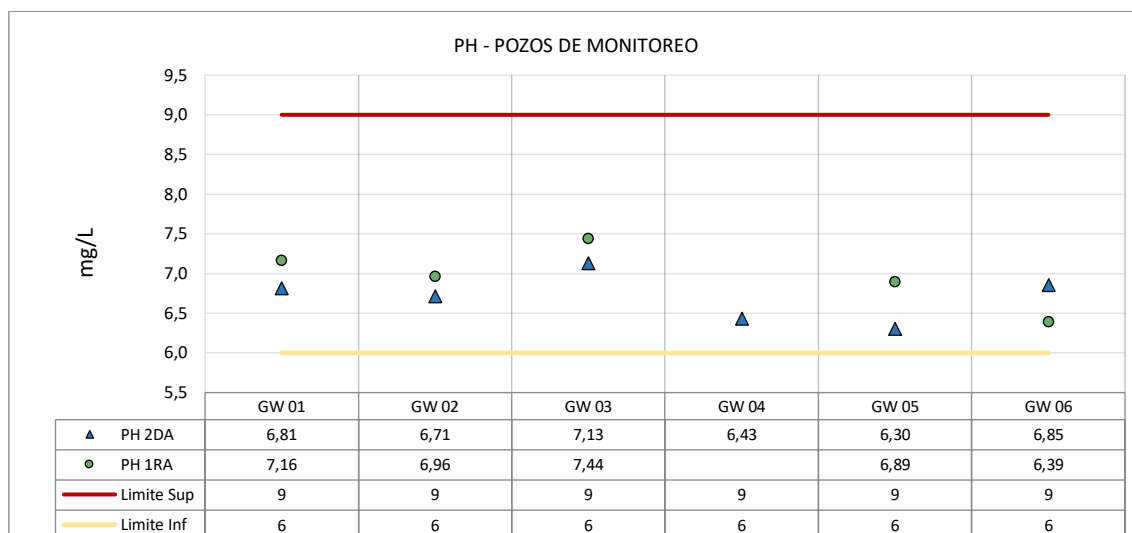 PH - POZOS DE MONITOREO
9,5
9,0
8,5
8,0
7,5
7,0
6,5
6,0
5,5
mg/L
GW 01 GW 02 GW 03 GW 04 GW 05 GW 06
PH 2DA 6,81 6,71 7,13 6,43 6,30 6,85
PH 1RA 7,16 6,96 7,44 6,89 6,39
Limite Sup 9 9 9 9 9 9
Limite Inf 6 6 6 6 6 6